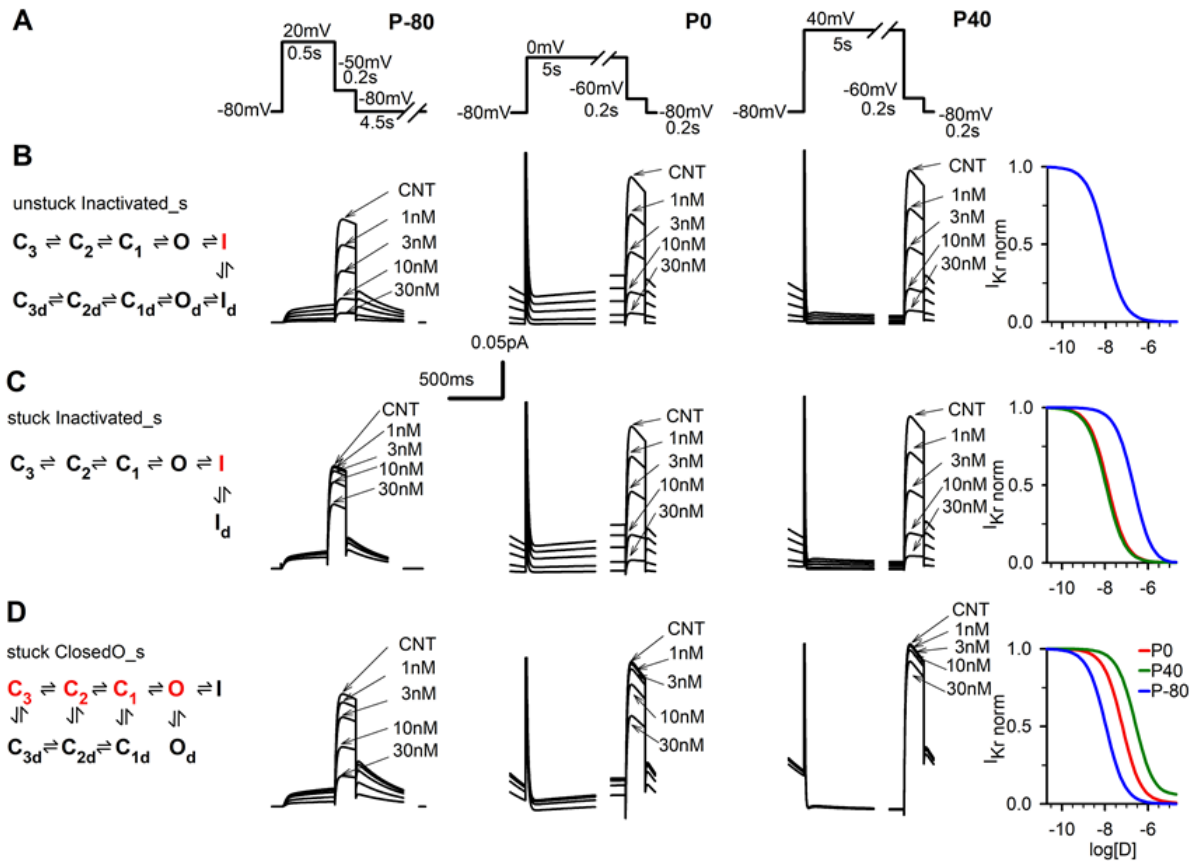 A
P-80
20mV
0.5s
-50mV
0.2s
-80mV
-80mV
4.5s
P0
0mV
5s
-60mV
0.2s
-80mV
-80mV
0.2s
P40
40mV
5s
-60mV
0.2s
-80mV
-80mV
0.2s
B
unstuck Inactivated_s
C3 ⇌ C2 ⇌ C1 ⇌ O ⇌ I
⇌
C3d ⇌ C2d ⇌ C1d ⇌ Od ⇌ Id
CNT
1nM
3nM
10nM
30nM
CNT
1nM
3nM
10nM
30nM
CNT
1nM
3nM
10nM
30nM
IKr norm
1.0
0.5
0.0
-10 -8 -6
0.05pA
500ms
C
stuck Inactivated_s
C3 ⇌ C2 ⇌ C1 ⇌ O ⇌ I
⇌
Id
CNT
1nM
3nM
10nM
30nM
CNT
1nM
3nM
10nM
30nM
CNT
1nM
3nM
10nM
30nM
IKr norm
1.0
0.5
0.0
-10 -8 -6
D
stuck ClosedO_s
C3 ⇌ C2 ⇌ C1 ⇌ O ⇌ I
⇌ ⇌ ⇌ ⇌
C3d ⇌ C2d ⇌ C1d Od
CNT
1nM
3nM
10nM
30nM
CNT
1nM
3nM
10nM
30nM
CNT
1nM
3nM
10nM
30nM
IKr norm
1.0
0.5
0.0
P0
P40
P-80
-10 -8 -6
log[D]